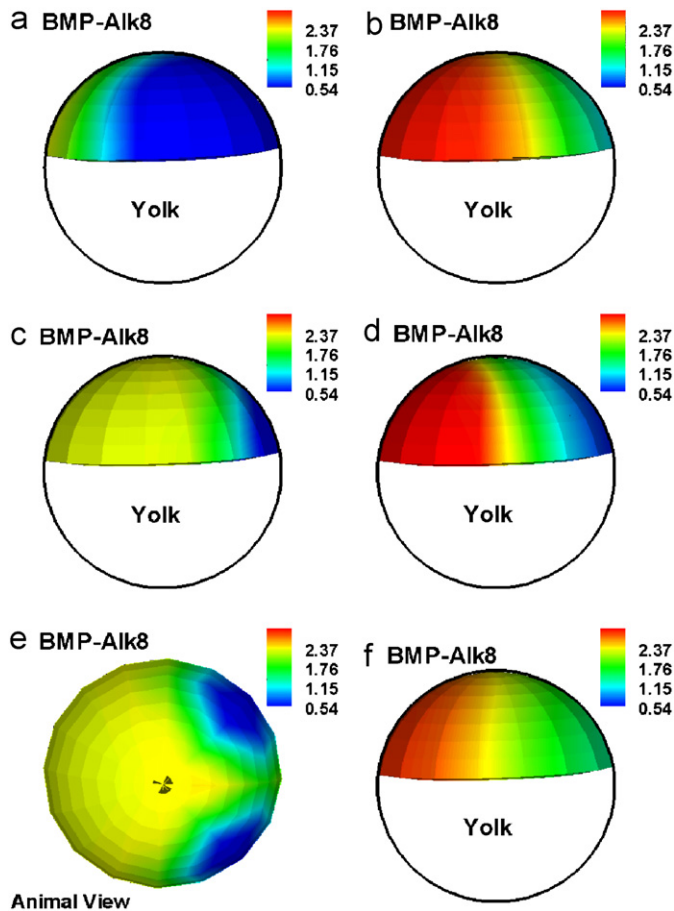 a BMP-Alk8
2.37
1.76
1.15
0.54
Yolk
b BMP-Alk8
2.37
1.76
1.15
0.54
Yolk
c BMP-Alk8
2.37
1.76
1.15
0.54
Yolk
d BMP-Alk8
2.37
1.76
1.15
0.54
Yolk
e BMP-Alk8
2.37
1.76
1.15
0.54
Animal View
f BMP-Alk8
2.37
1.76
1.15
0.54
Yolk